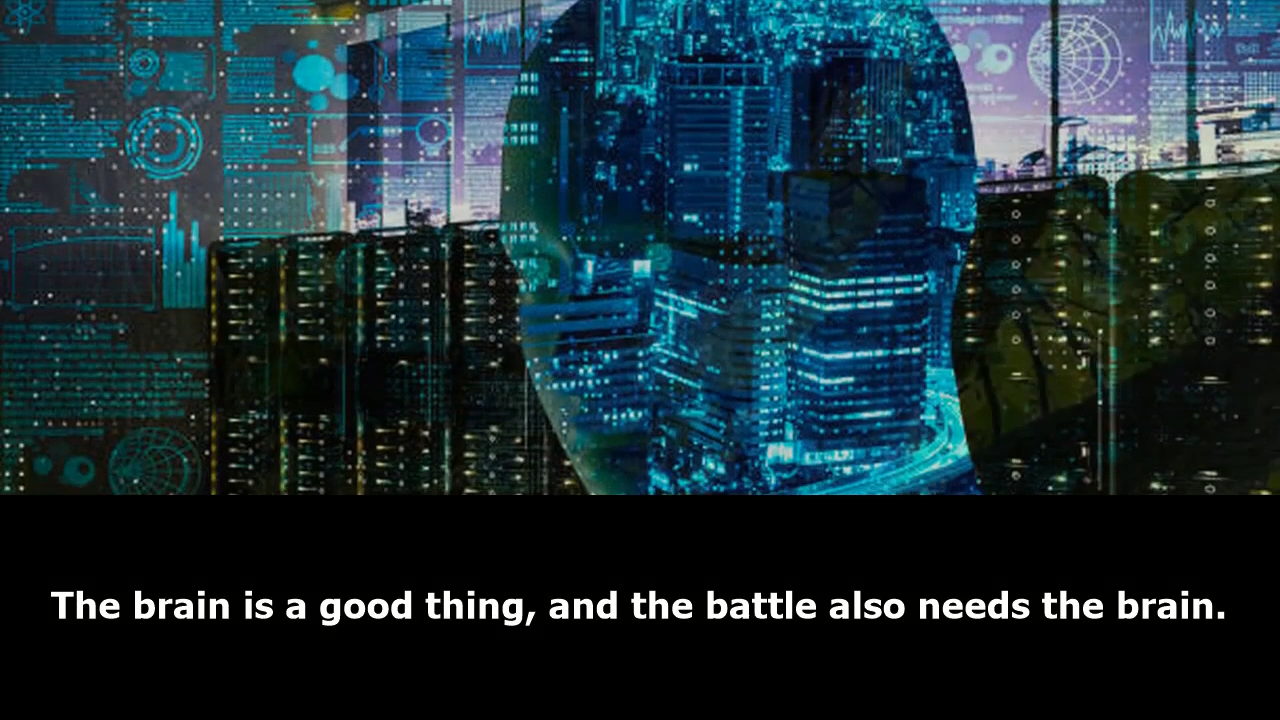 The brain is a good thing, and the battle also needs the brain.